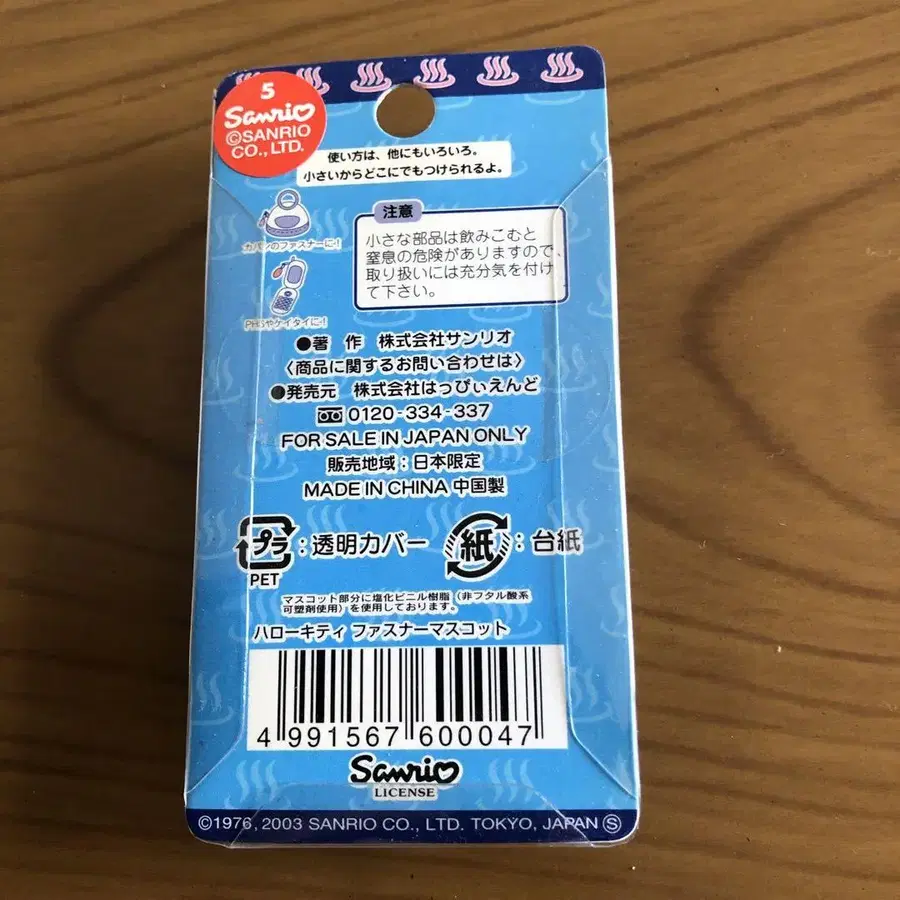 5
Sanrio
©SANRIO
CO., LTD.
使い方は、他にもいろいろ。
小さいからどこにでもつけられるよ。
カバンのファスナーに!
PHSやケイタイに!
注意
小さな部品は飲みこむと
窒息の危険がありますので、
取り扱いには充分気を付け
て下さい。
●著 作 株式会社サンリオ
〈商品に関するお問い合わせは〉
●発売元 株式会社はっぴぃえんど
0120-334-337
FOR SALE IN JAPAN ONLY
販売地域:日本限定
MADE IN CHINA 中国製
プラ:透明カバー 紙:台紙
PET
マスコット部分に塩化ビニル樹脂(非フタル酸系
可塑剤使用)を使用しております。
ハローキティ ファスナーマスコット
4 991567 600047
Sanrio
LICENSE
©1976, 2003 SANRIO CO., LTD. TOKYO, JAPAN Ⓢ